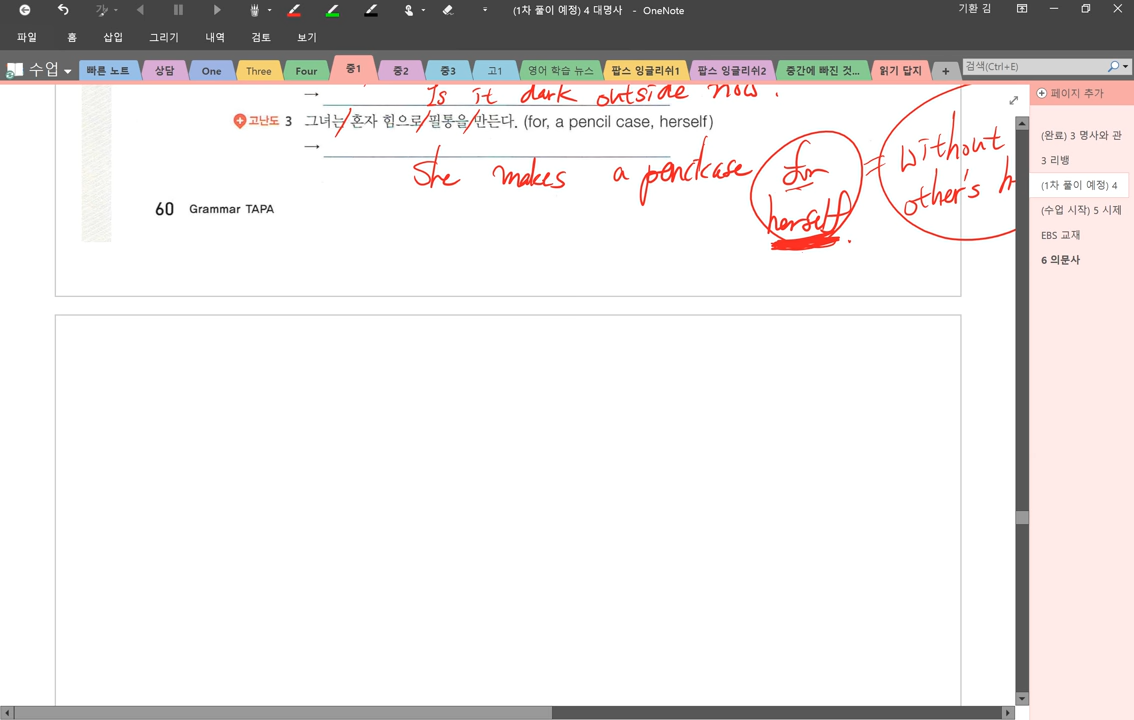 (1차 풀이 예정) 4 대명사 - OneNote
기환 김
파일 홈 삽입 그리기 내역 검토 보기
수업 빠른 노트 상담 One Three Four 중1 중2 중3 고1 영어 학습 뉴스 팝스 잉글리쉬1 팝스 잉글리쉬2 중간에 빠진 것... 읽기 답지 + 검색(Ctrl+E)
페이지 추가
(완료) 3 명사와 관
3 리뱅
(1차 풀이 예정) 4
(수업 시작) 5 시제
EBS 교재
6 의문사
→ Is it dark outside now.
고난도 3 그녀는 혼자 힘으로 필통을 만든다. (for, a pencil case, herself)
→ She makes a pencilcase for herself. = without other's
60 Grammar TAPA